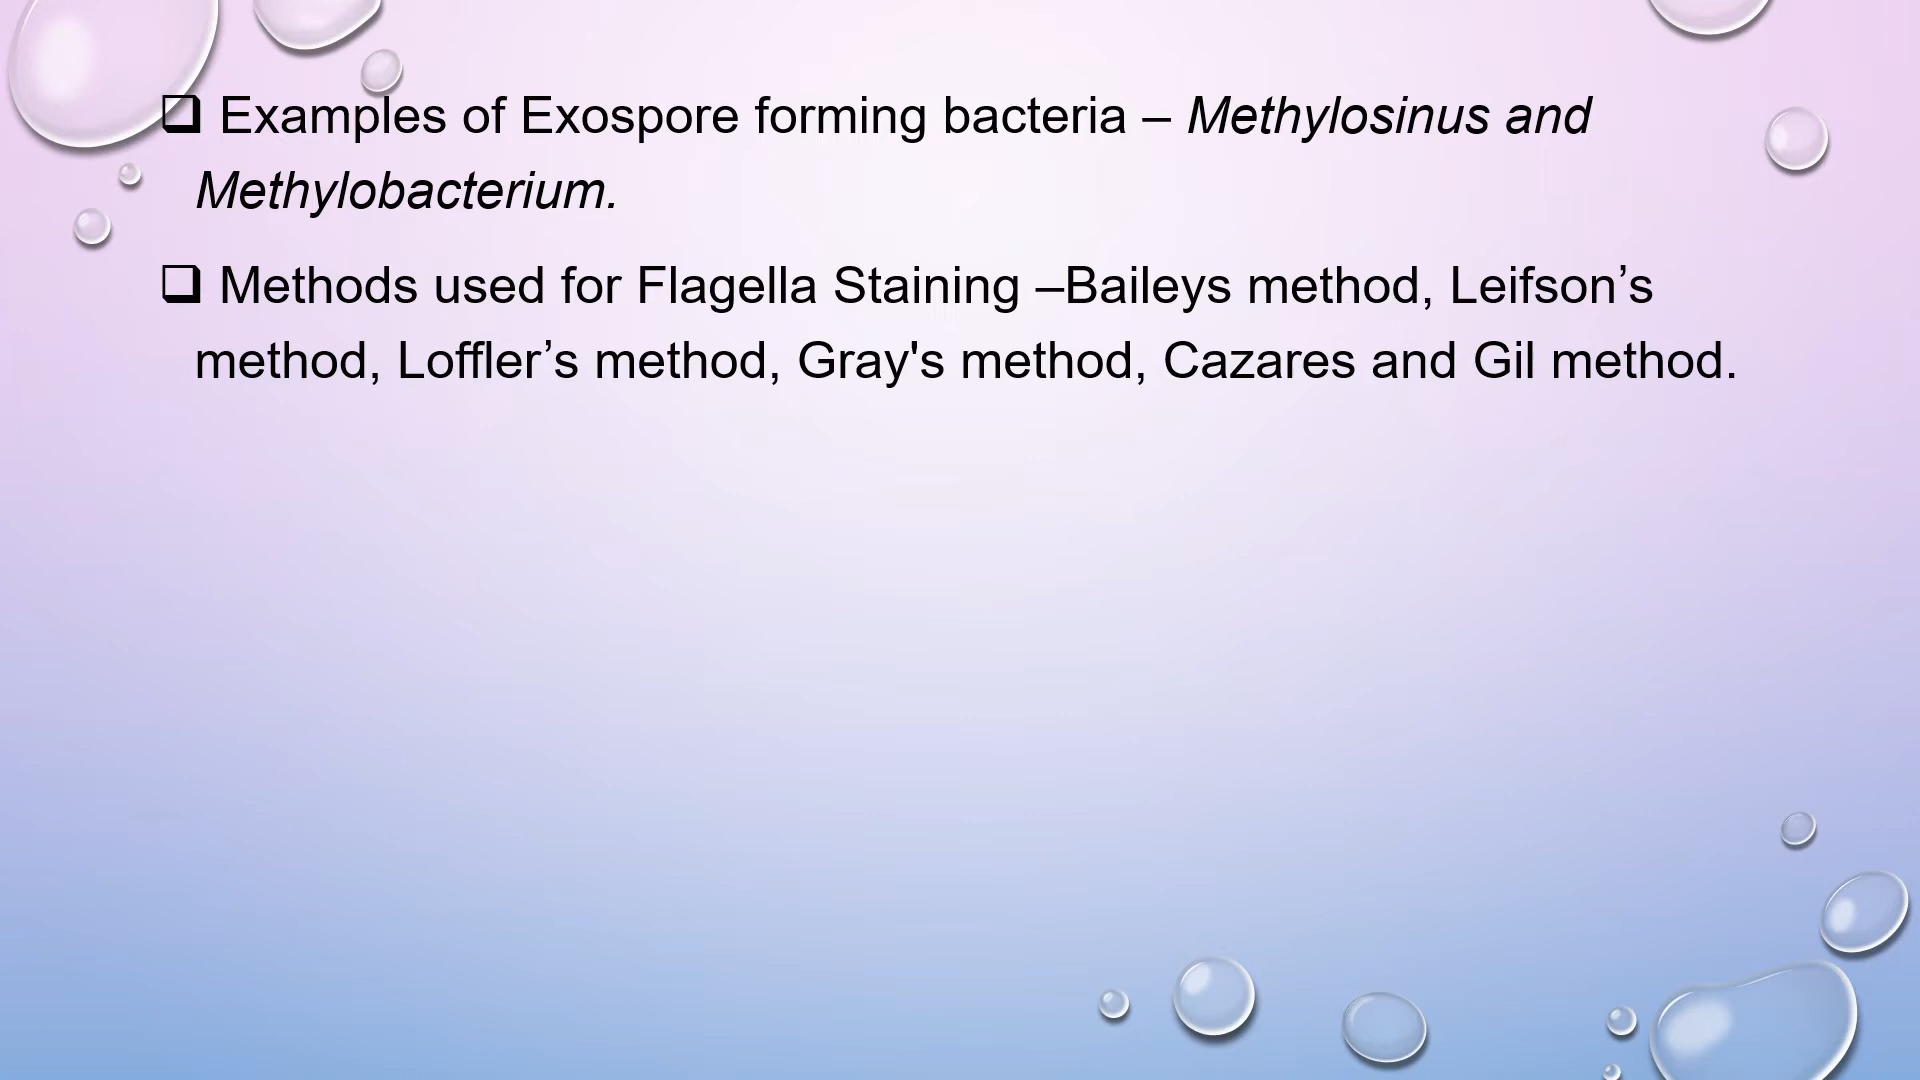 ❑ Examples of Exospore forming bacteria – Methylosinus and
Methylobacterium.
❑ Methods used for Flagella Staining –Baileys method, Leifson’s
method, Loffler’s method, Gray's method, Cazares and Gil method.